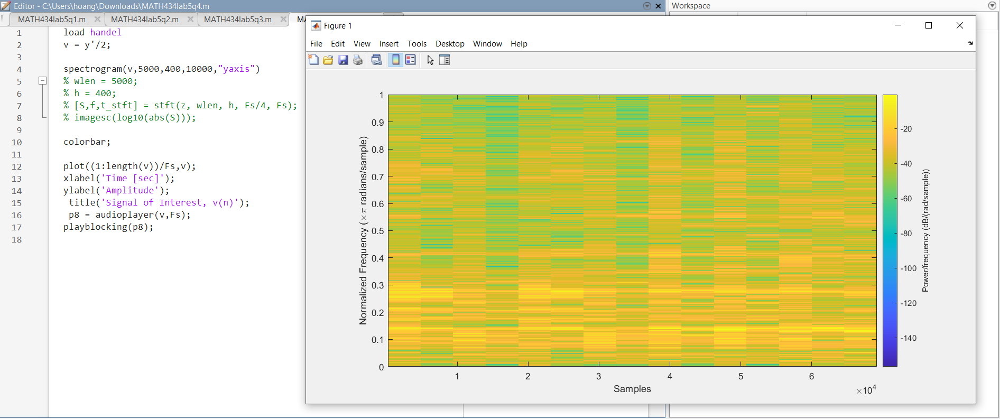 Editor - C:\Users\hoang\Downloads\MATH434lab5q4.m
Workspace
MATH434lab5q1.m
MATH434lab5q2.m
MATH434lab5q3.m
1 load handel
2 v = y'/2;
3
4 spectrogram(v,5000,400,10000,"yaxis")
5 % wlen = 5000;
6 % h = 400;
7 % [S,f,t_stft] = stft(z, wlen, h, Fs/4, Fs);
8 % imagesc(log10(abs(S)));
9
10 colorbar;
11
12 plot((1:length(v))/Fs,v);
13 xlabel('Time [sec]');
14 ylabel('Amplitude');
15 title('Signal of Interest, v(n)');
16 p8 = audioplayer(v,Fs);
17 playblocking(p8);
18
Figure 1
File Edit View Insert Tools Desktop Window Help
1
0.9
0.8
0.7
0.6
0.5
0.4
0.3
0.2
0.1
0
Normalized Frequency (×π radians/sample)
1 2 3 4 5 6
Samples
×10⁴
-20
-40
-60
-80
-100
-120
-140
Power/frequency (dB/(rad/sample))